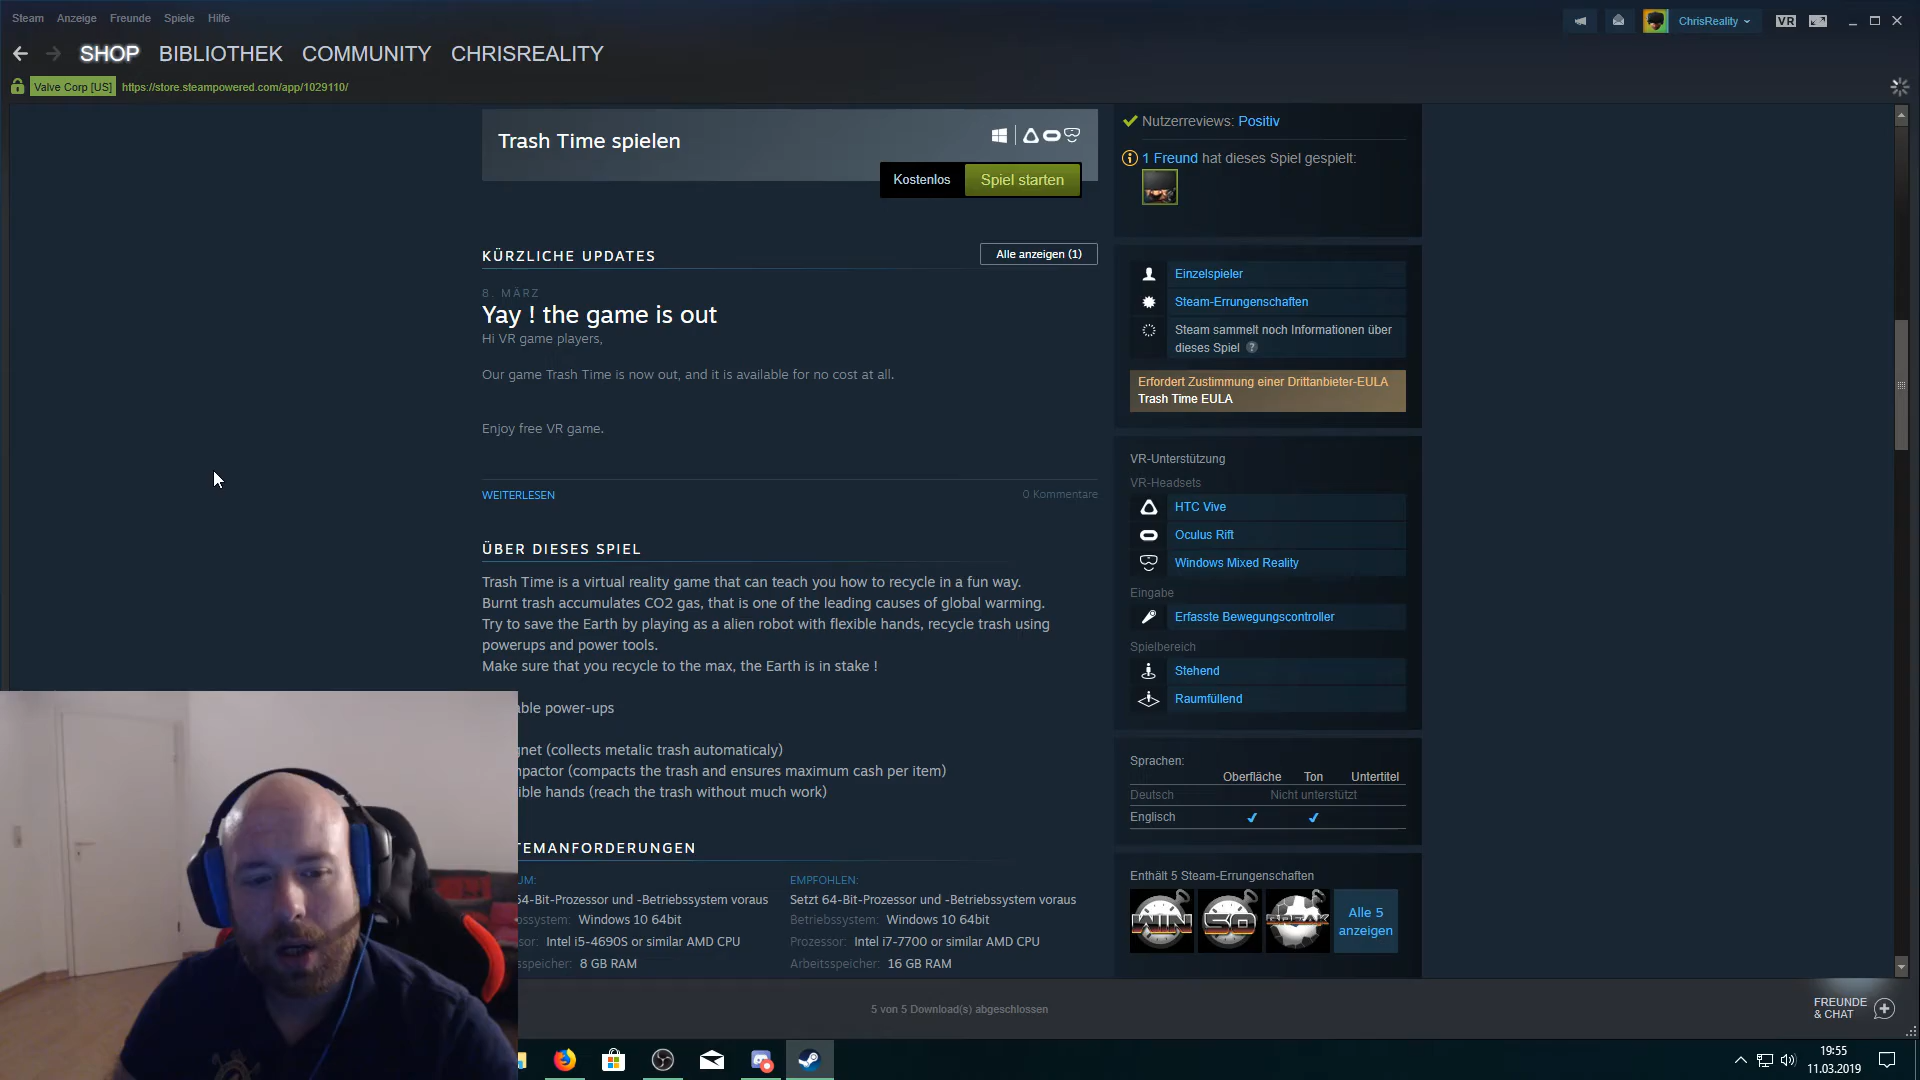 Steam Anzeige Freunde Spiele Hilfe
ChrisReality
VR
SHOP BIBLIOTHEK COMMUNITY CHRISREALITY
Valve Corp [US] https://store.steampowered.com/app/1029110/
Trash Time spielen
Kostenlos Spiel starten
KÜRZLICHE UPDATES
Alle anzeigen (1)
8. MÄRZ
Yay ! the game is out
Hi VR game players,
Our game Trash Time is now out, and it is available for no cost at all.
Enjoy free VR game.
WEITERLESEN
0 Kommentare
ÜBER DIESES SPIEL
Trash Time is a virtual reality game that can teach you how to recycle in a fun way.
Burnt trash accumulates CO2 gas, that is one of the leading causes of global warming.
Try to save the Earth by playing as a alien robot with flexible hands, recycle trash using
powerups and power tools.
Make sure that you recycle to the max, the Earth is in stake !
able power-ups
gnet (collects metalic trash automaticaly)
mpactor (compacts the trash and ensures maximum cash per item)
ible hands (reach the trash without much work)
TEMANFORDERUNGEN
UM:
64-Bit-Prozessor und -Betriebssystem voraus
bssystem: Windows 10 64bit
sor: Intel i5-4690S or similar AMD CPU
sspeicher: 8 GB RAM
EMPFOHLEN:
Setzt 64-Bit-Prozessor und -Betriebssystem voraus
Betriebssystem: Windows 10 64bit
Prozessor: Intel i7-7700 or similar AMD CPU
Arbeitsspeicher: 16 GB RAM
Nutzerreviews: Positiv
1 Freund hat dieses Spiel gespielt:
Einzelspieler
Steam-Errungenschaften
Steam sammelt noch Informationen über
dieses Spiel ?
Erfordert Zustimmung einer Drittanbieter-EULA
Trash Time EULA
VR-Unterstützung
VR-Headsets
HTC Vive
Oculus Rift
Windows Mixed Reality
Eingabe
Erfasste Bewegungscontroller
Spielbereich
Stehend
Raumfüllend
Sprachen:
Oberfläche Ton Untertitel
Deutsch Nicht unterstützt
Englisch
Enthält 5 Steam-Errungenschaften
WIN
50
BREAK
Alle 5
anzeigen
5 von 5 Download(s) abgeschlossen
FREUNDE
& CHAT
19:55
11.03.2019